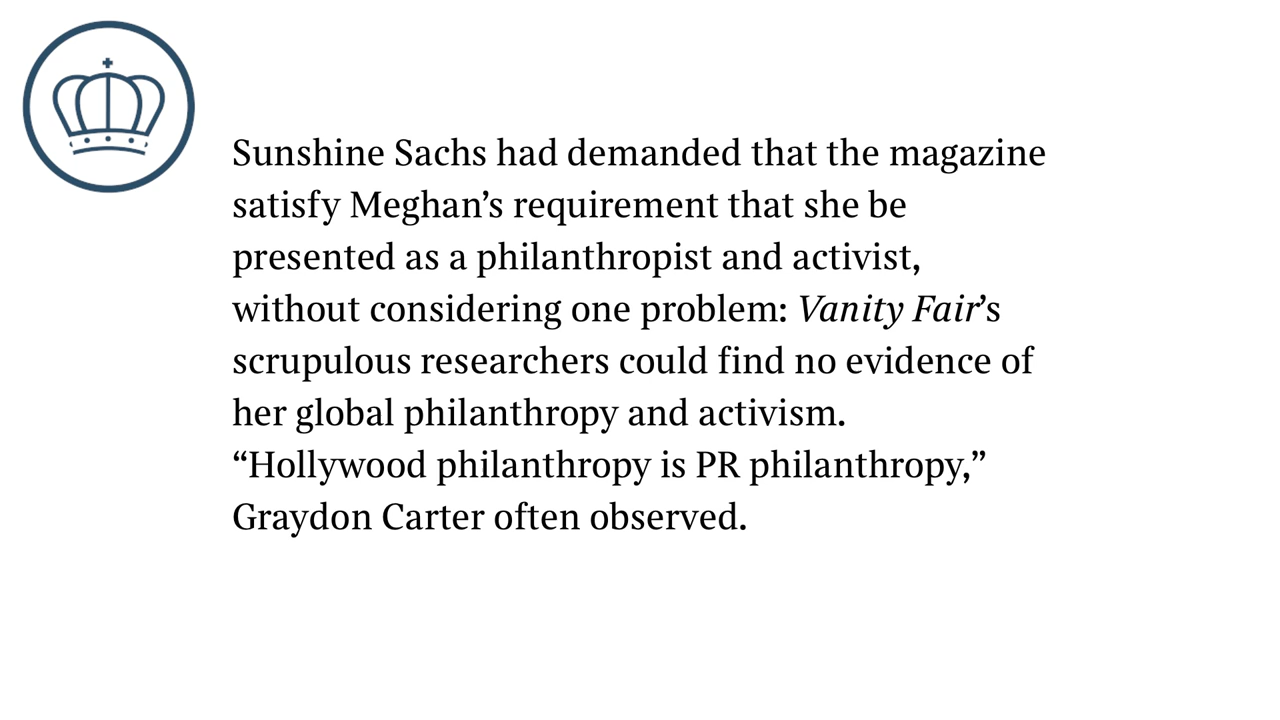 Sunshine Sachs had demanded that the magazine
satisfy Meghan’s requirement that she be
presented as a philanthropist and activist,
without considering one problem: Vanity Fair’s
scrupulous researchers could find no evidence of
her global philanthropy and activism.
“Hollywood philanthropy is PR philanthropy,”
Graydon Carter often observed.